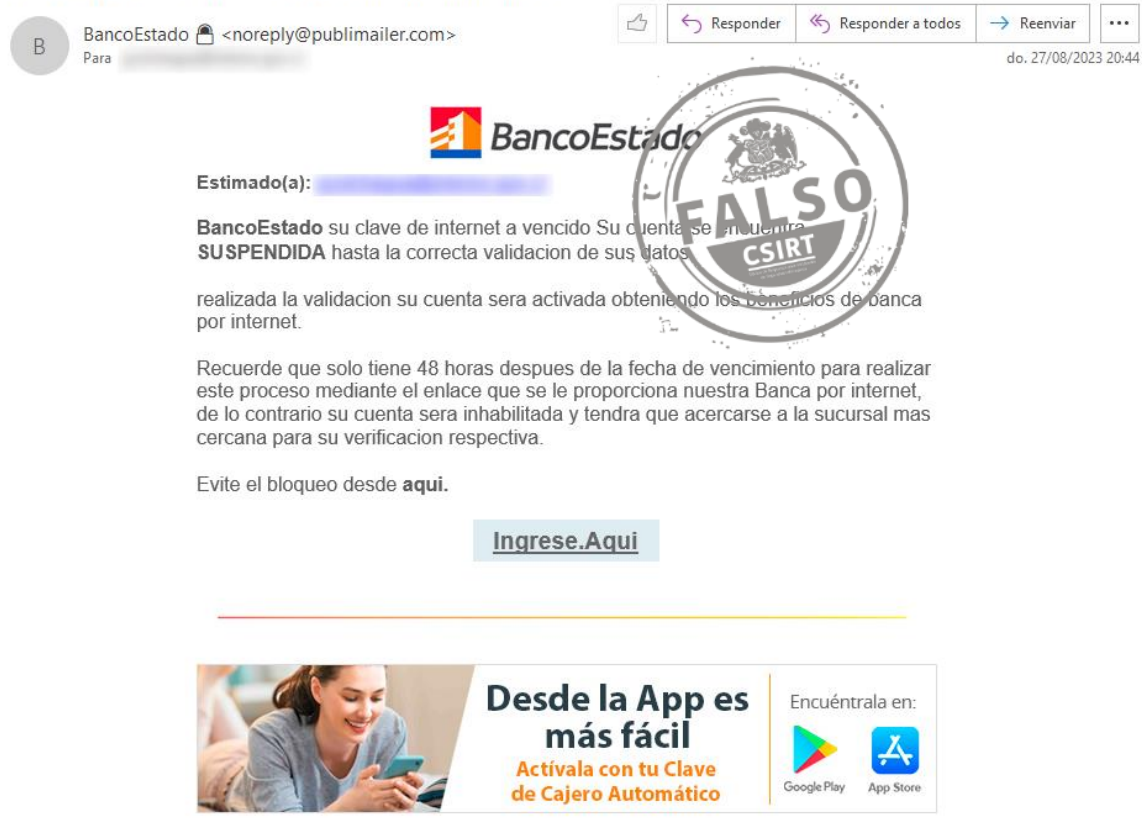 B
BancoEstado <noreply@publimailer.com>
Para
Responder
Responder a todos
Reenviar
do. 27/08/2023 20:44
BancoEstado
Estimado(a):
BancoEstado su clave de internet a vencido Su cuenta se encuentra
SUSPENDIDA hasta la correcta validacion de sus datos
FALSO
CSIRT
realizada la validacion su cuenta sera activada obteniendo los beneficios de banca
por internet.
Recuerde que solo tiene 48 horas despues de la fecha de vencimiento para realizar
este proceso mediante el enlace que se le proporciona nuestra Banca por internet,
de lo contrario su cuenta sera inhabilitada y tendra que acercarse a la sucursal mas
cercana para su verificacion respectiva.
Evite el bloqueo desde aqui.
Ingrese.Aqui
Desde la App es
más fácil
Actívala con tu Clave
de Cajero Automático
Encuéntrala en:
Google Play
App Store